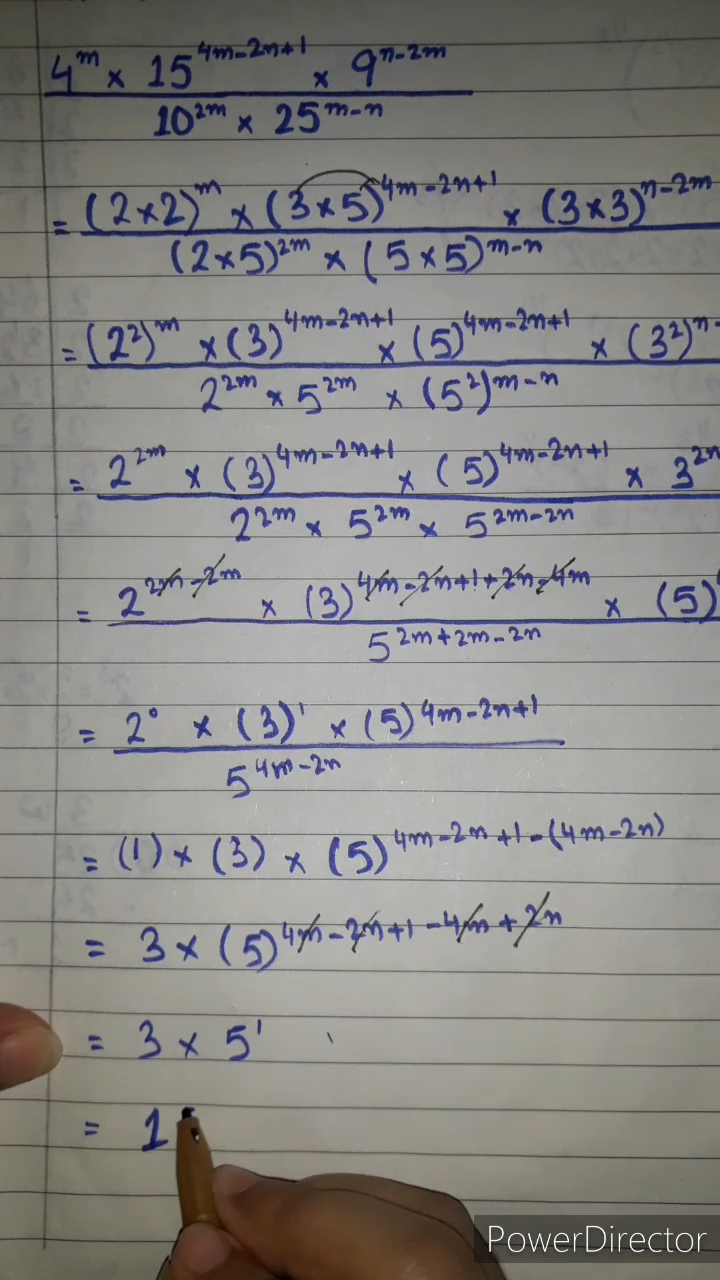 4^m × 15^(4m-2n+1) × 9^(n-2m)
10^(2m) × 25^(m-n)
= (2×2)^m × (3×5)^(4m-2n+1) × (3×3)^(n-2m)
(2×5)^(2m) × (5×5)^(m-n)
= (2²)^m × (3)^(4m-2n+1) × (5)^(4m-2n+1) × (3²)^n-
2^(2m) × 5^(2m) × (5²)^(m-n)
= 2^(2m) × (3)^(4m-2n+1) × (5)^(4m-2n+1) × 3^(2n
2^(2m) × 5^(2m) × 5^(2m-2n)
= 2^(2m-2m) × (3)^(4m-2n+1+2n-4m) × (5)
5^(2m+2m-2n)
= 2⁰ × (3)¹ × (5)^(4m-2n+1)
5^(4m-2n)
= (1) × (3) × (5)^(4m-2n+1-(4m-2n))
= 3 × (5)^(4m-2n+1-4m+2n)
= 3 × 5¹
= 1
PowerDirector